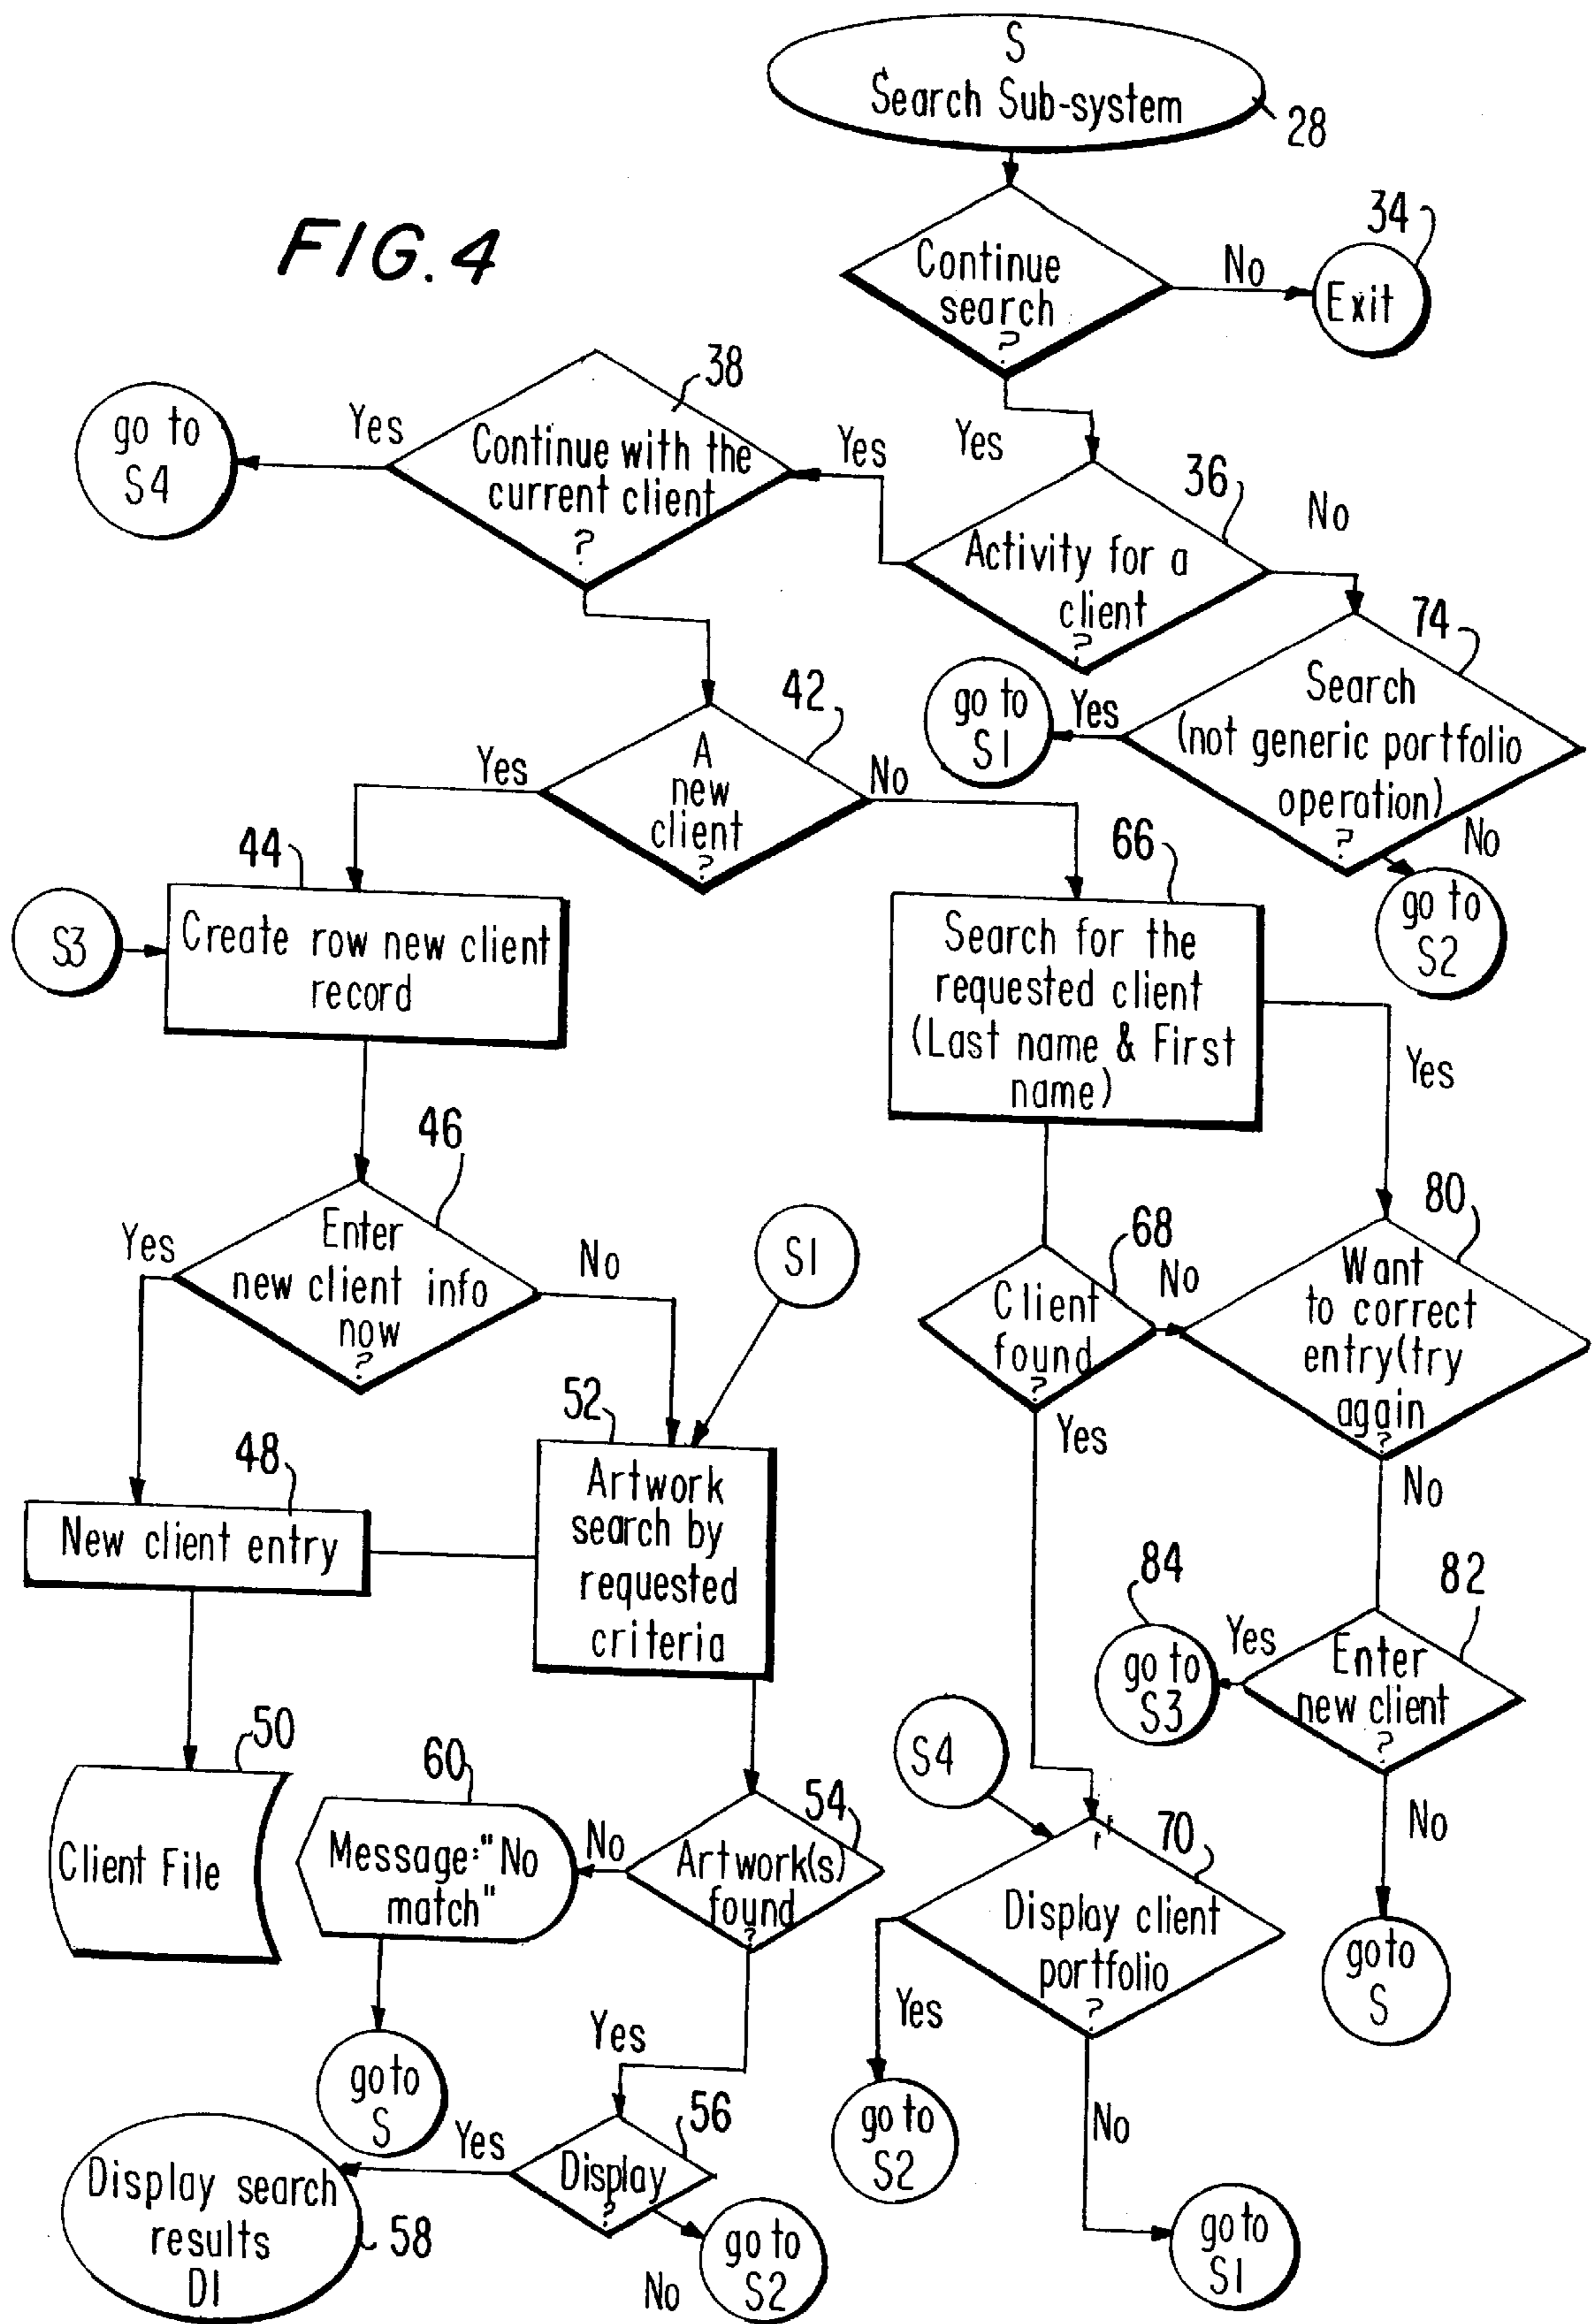 S
Search Sub-system
28
FIG. 4
Continue
search
?
No
34
Exit
Yes
38
Continue with the
current client
?
Yes
go to
S4
Yes
36
Activity for a
client
?
No
74
Search
(not generic portfolio
operation)
?
Yes
go to
S1
No
go to
S2
42
A
new
client
?
Yes
No
44
S3
Create row new client
record
66
Search for the
requested client
(Last name & First
name)
Yes
46
Enter
new client info
now
?
Yes
No
S1
68
Client
found
?
No
80
Want
to correct
entry(try
again
?
Yes
No
48
New client entry
52
Artwork
search by
requested
criteria
84
go to
S3
Yes
82
Enter
new client
?
No
go to
S
50
Client File
60
Message:"No
match"
go to
S
No
54
Artwork(s)
found
?
Yes
S4
70
Display client
portfolio
?
Yes
go to
S2
No
go to
S1
56
Display
?
Yes
Display search
results
D1
58
No
go to
S2